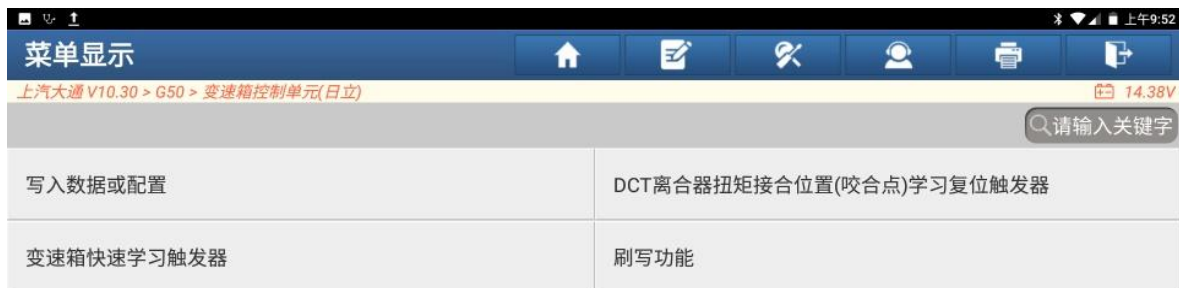 上午9:52
菜单显示
上汽大通 V10.30 > G50 > 变速箱控制单元(日立)
14.38V
请输入关键字
写入数据或配置
DCT离合器扭矩接合位置(咬合点)学习复位触发器
变速箱快速学习触发器
刷写功能